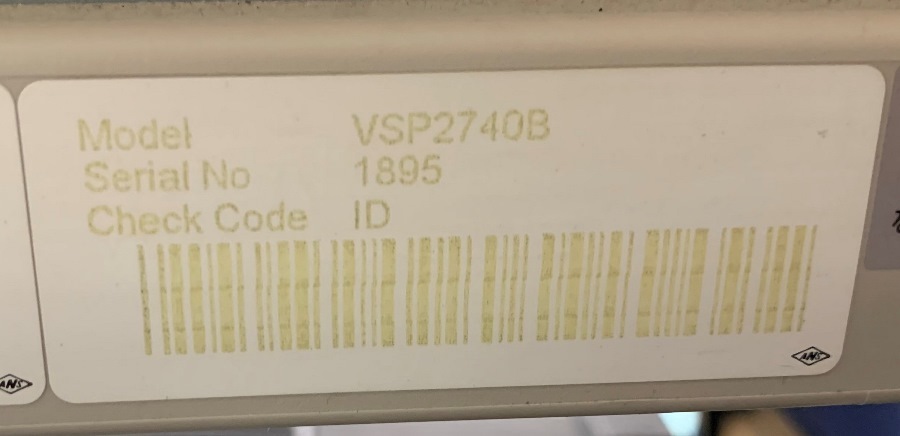 Model VSP2740B
Serial No 1895
Check Code ID
ANS
ANS